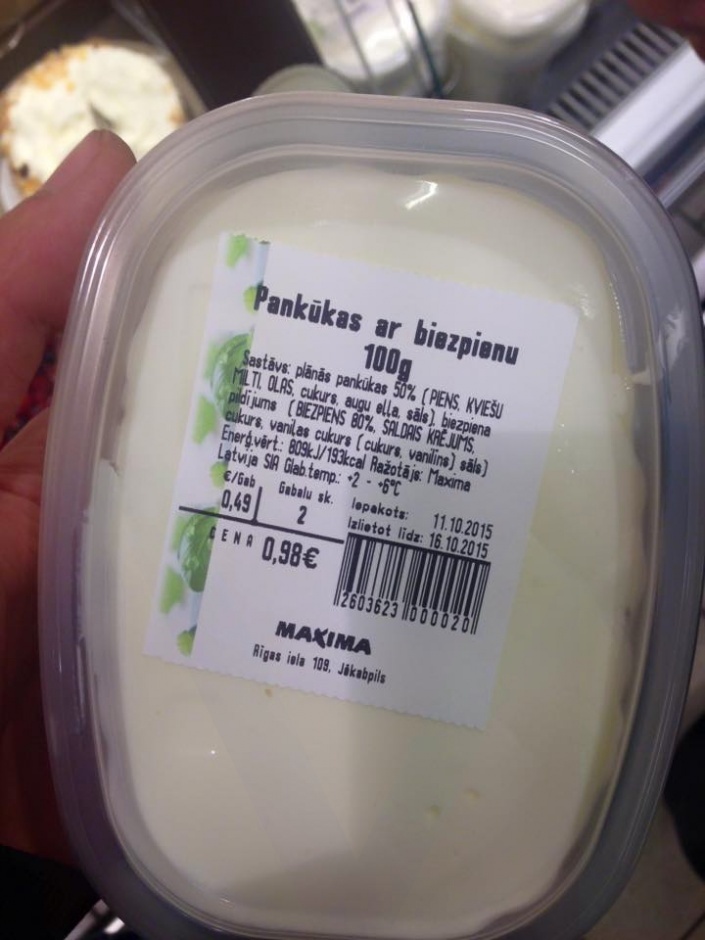 Pankūkas ar biezpienu
100g
Sastāvs: plānās pankūkas 50% (PIENS, KVIEŠU
MILTI, OLAS, cukurs, augu eļļa, sāls), biezpiena
pildījums (BIEZPIENS 80%, SALDAIS KRĒJUMS,
cukurs, vaniļas cukurs (cukurs, vanilīns) sāls)
Enerģ.vērt: 809kJ/193kcal Ražotājs: Maxima
Latvija SIA Glab.temp.: +2 - +6°C
€/Gab Gabalu sk. Iepakots: 11.10.2015
0,49 2 Izlietot līdz: 16.10.2015
CENA 0,98€
2603623 000020
MAXIMA
Rīgas iela 109, Jēkabpils